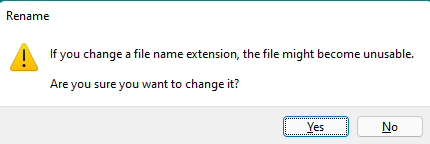 Rename
If you change a file name extension, the file might become unusable.
Are you sure you want to change it?
Yes
No